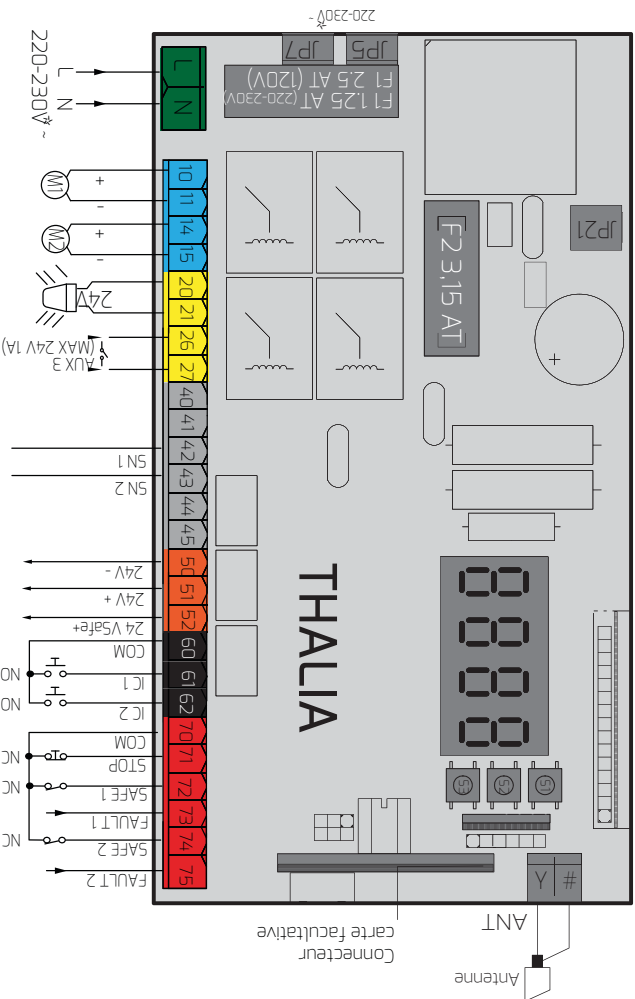 220-230V~ *
JP7
JP5
F1 1.25 AT (220-230V)
F1 2.5 AT (120V)
220-230V~ *
L
N
L
N
JP21
F2 3,15 AT
+
M1
-
+
M2
-
24V
AUX 3
(MAX 24V 1A)
10
11
14
15
20
21
26
27
40
41
42
43
44
45
50
51
52
60
61
62
70
71
72
73
74
75
+
SN 1
SN 2
24V -
24V +
24 VSafe+
COM
IC 1
IC 2
NO
NO
COM
STOP
SAFE 1
FAULT 1
SAFE 2
FAULT 2
NC
NC
NC
THALIA
8888
S3
S2
S1
Y
#
ANT
Antenne
Connecteur
carte facultative